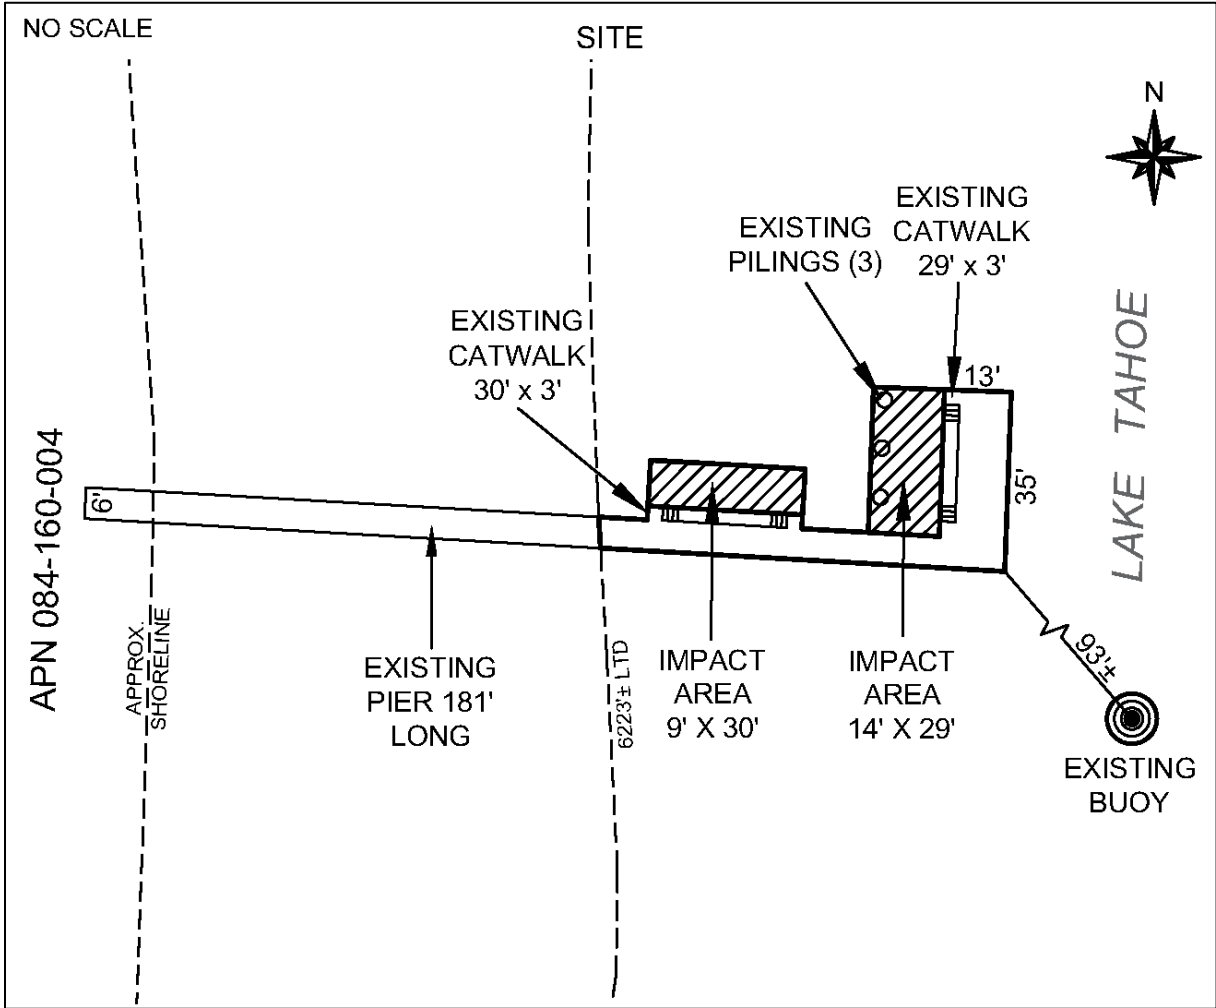 NO SCALE
SITE
N
EXISTING
CATWALK
29' x 3'
EXISTING
PILINGS (3)
EXISTING
CATWALK
30' x 3'
13'
35'
LAKE TAHOE
APN 084-160-004
6'
APPROX.
SHORELINE
EXISTING
PIER 181'
LONG
6223'± LTD
IMPACT
AREA
9' X 30'
IMPACT
AREA
14' X 29'
93'±
EXISTING
BUOY